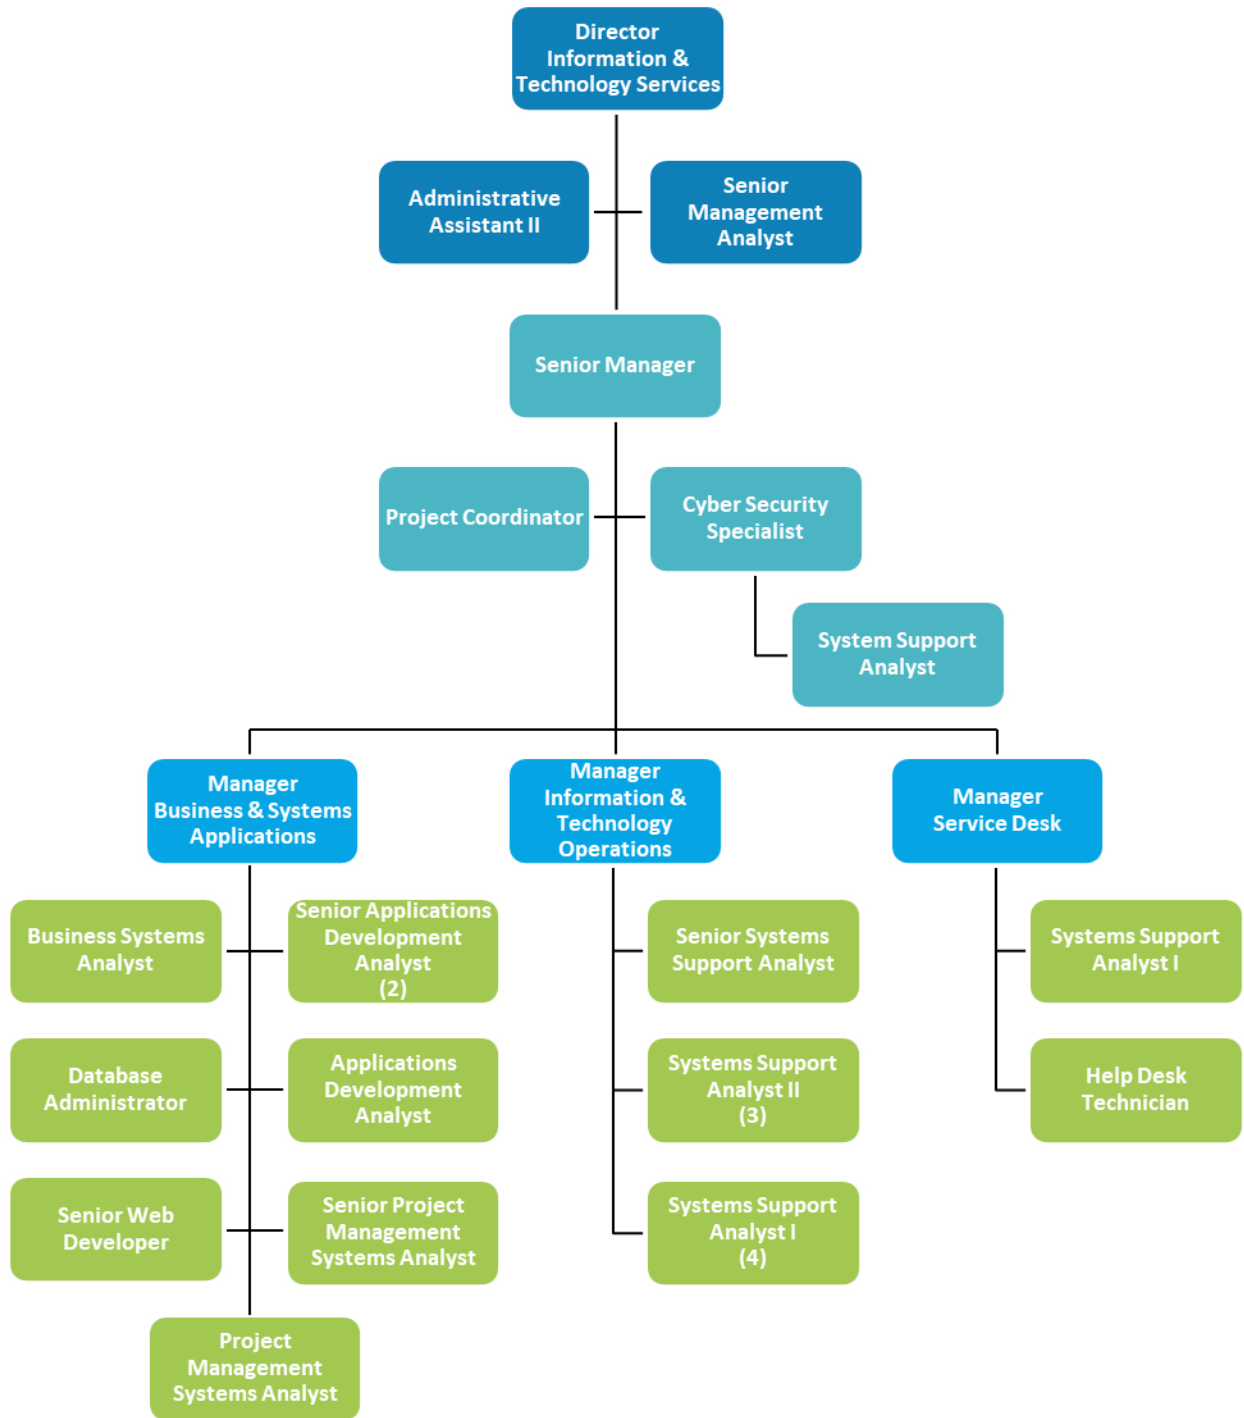 Director
Information &
Technology Services
Administrative
Assistant II
Senior
Management
Analyst
Senior Manager
Project Coordinator
Cyber Security
Specialist
System Support
Analyst
Manager
Business & Systems
Applications
Manager
Information &
Technology
Operations
Manager
Service Desk
Business Systems
Analyst
Senior Applications
Development
Analyst
(2)
Senior Systems
Support Analyst
Systems Support
Analyst I
Database
Administrator
Applications
Development
Analyst
Systems Support
Analyst II
(3)
Help Desk
Technician
Senior Web
Developer
Senior Project
Management
Systems Analyst
Systems Support
Analyst I
(4)
Project
Management
Systems Analyst